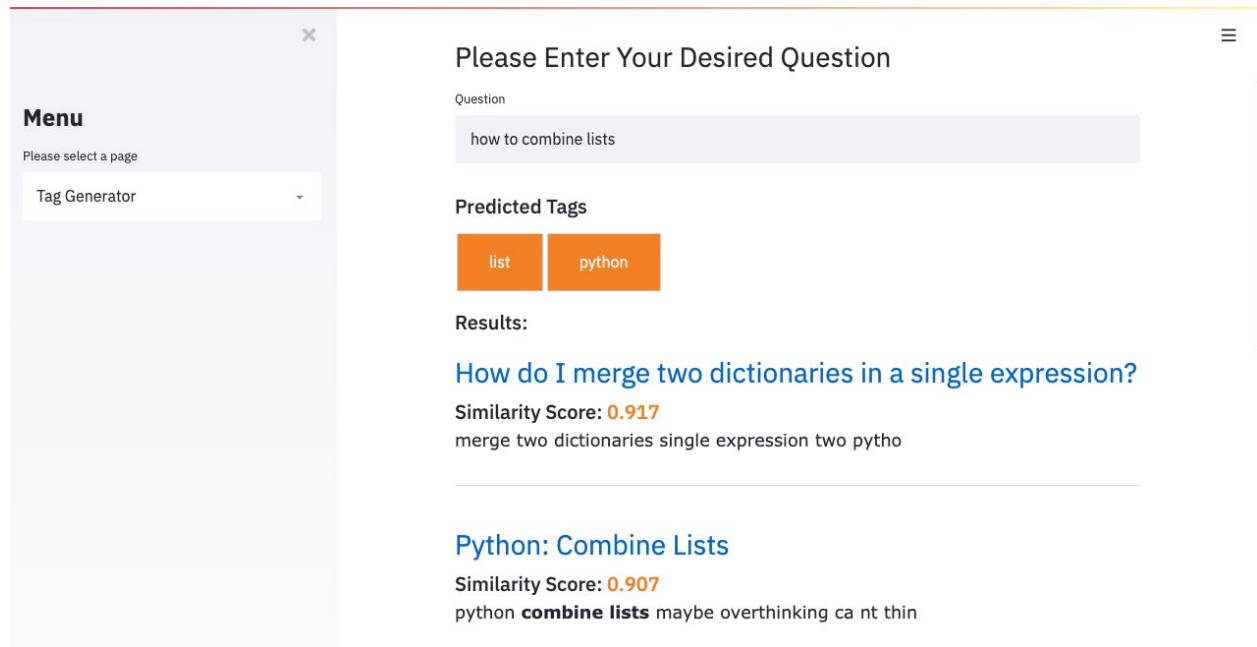 Menu
Please select a page
Tag Generator
Please Enter Your Desired Question
Question
how to combine lists
Predicted Tags
list
python
Results:
How do I merge two dictionaries in a single expression?
Similarity Score: 0.917
merge two dictionaries single expression two pytho
Python: Combine Lists
Similarity Score: 0.907
python combine lists maybe overthinking ca nt thin